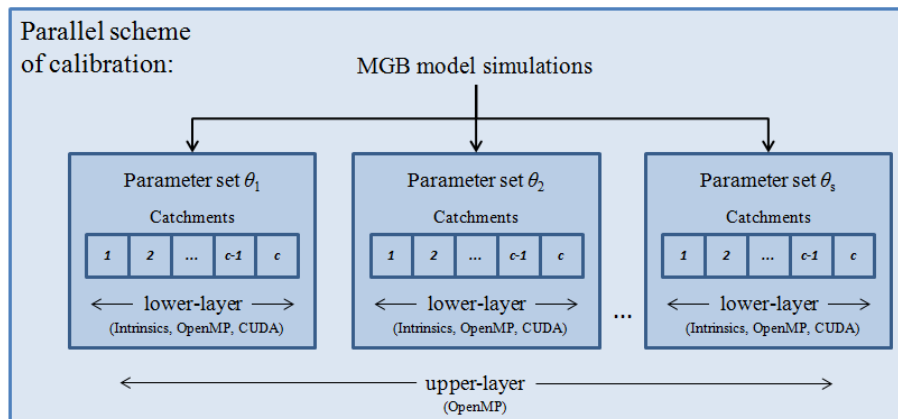 Parallel scheme
of calibration:
MGB model simulations
Parameter set θ1
Catchments
1 2 ... c-1 c
lower-layer
(Intrinsics, OpenMP, CUDA)
Parameter set θ2
Catchments
1 2 ... c-1 c
lower-layer
(Intrinsics, OpenMP, CUDA)
...
Parameter set θs
Catchments
1 2 ... c-1 c
lower-layer
(Intrinsics, OpenMP, CUDA)
upper-layer
(OpenMP)